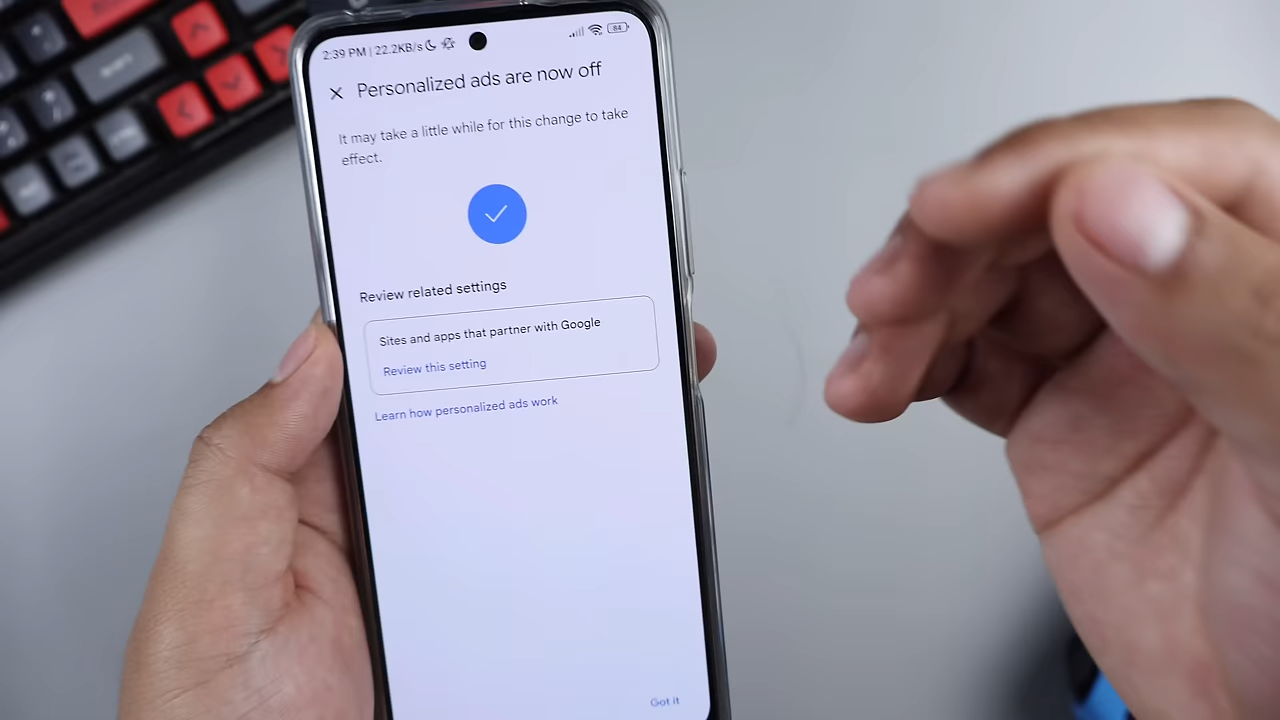 2:39 PM | 22.2KB/s 84
Personalized ads are now off
It may take a little while for this change to take
effect.
Review related settings
Sites and apps that partner with Google
Review this setting
Learn how personalized ads work
Got it